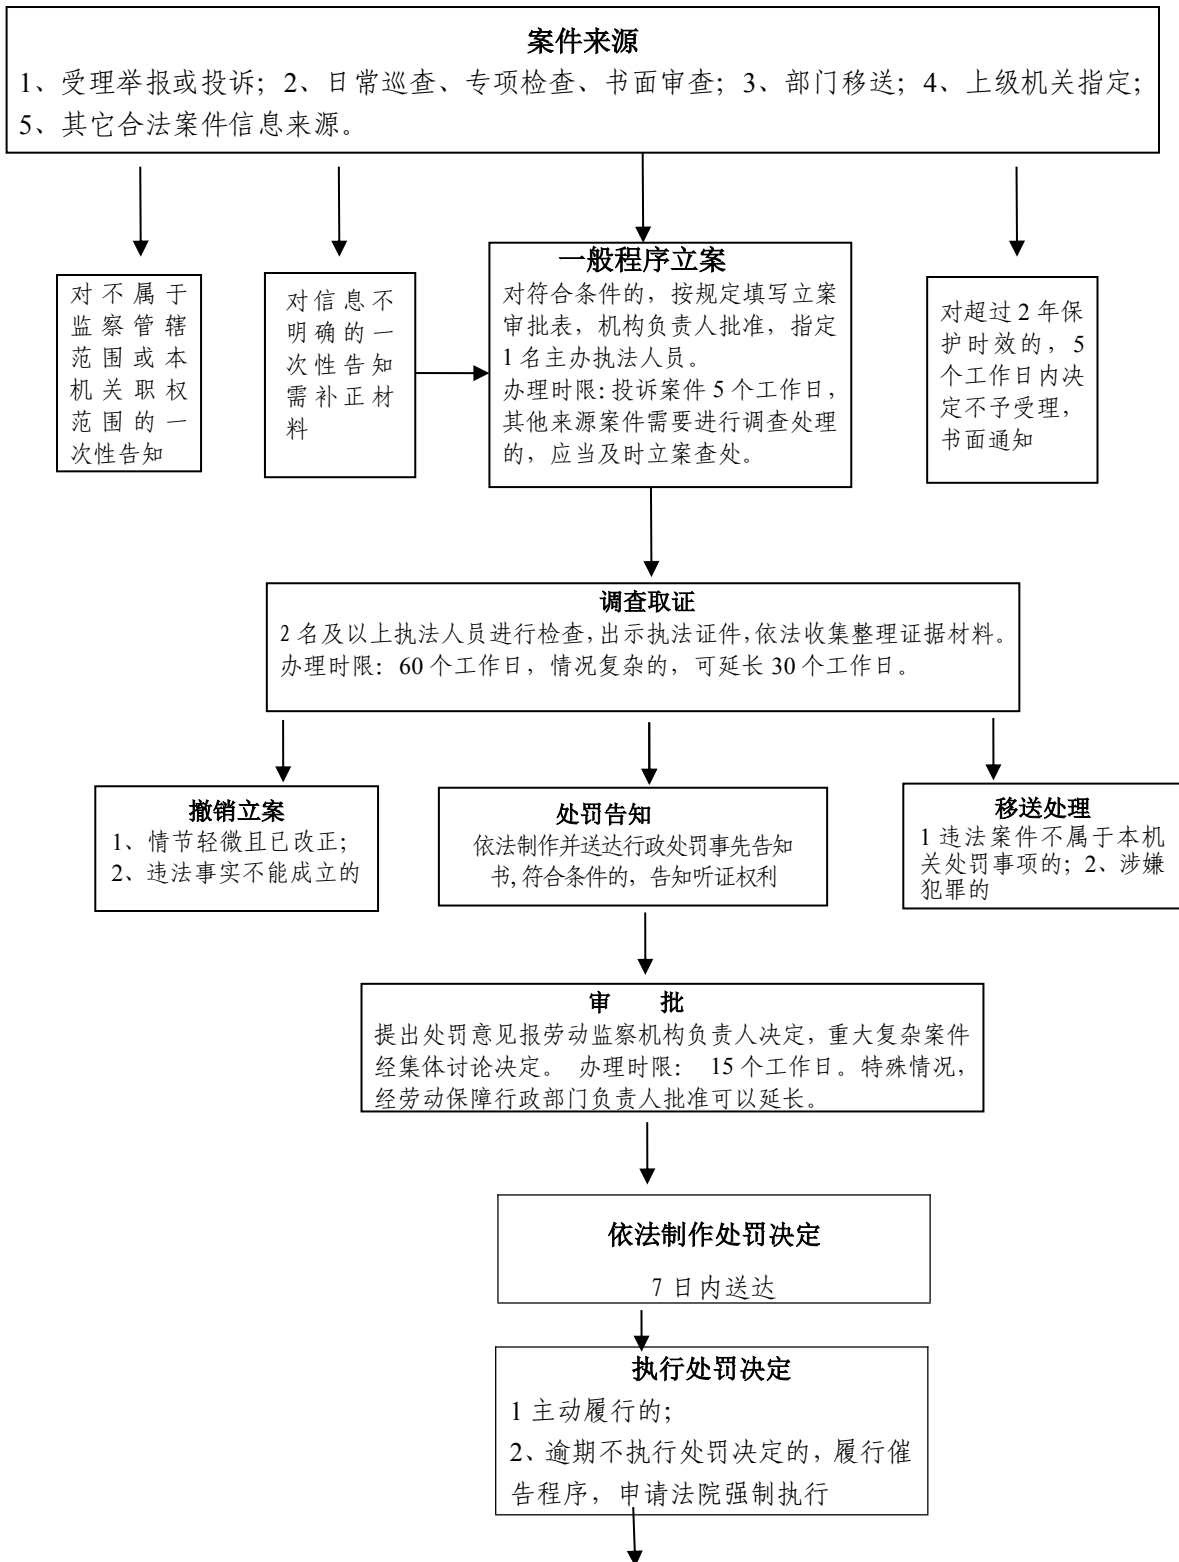 案件来源
1、受理举报或投诉；2、日常巡查、专项检查、书面审查；3、部门移送；4、上级机关指定；
5、其它合法案件信息来源。
对不属于
监察管辖
范围或本
机关职权
范围的一
次性告知
对信息不
明确的一
次性告知
需补正材
料
一般程序立案
对符合条件的，按规定填写立案
审批表，机构负责人批准，指定
1名主办执法人员。
办理时限：投诉案件 5 个工作日，
其他来源案件需要进行调查处理
的，应当及时立案查处。
对超过 2 年保
护时效的，5
个工作日内决
定不予受理，
书面通知
调查取证
2 名及以上执法人员进行检查，出示执法证件，依法收集整理证据材料。
办理时限：60 个工作日，情况复杂的，可延长 30 个工作日。
撤销立案
1、情节轻微且已改正；
2、违法事实不能成立的
处罚告知
依法制作并送达行政处罚事先告知
书，符合条件的，告知听证权利
移送处理
1 违法案件不属于本机
关处罚事项的；2、涉嫌
犯罪的
审 批
提出处罚意见报劳动监察机构负责人决定，重大复杂案件
经集体讨论决定。 办理时限： 15 个工作日。特殊情况，
经劳动保障行政部门负责人批准可以延长。
依法制作处罚决定
7 日内送达
执行处罚决定
1 主动履行的；
2、逾期不执行处罚决定的，履行催
告程序，申请法院强制执行